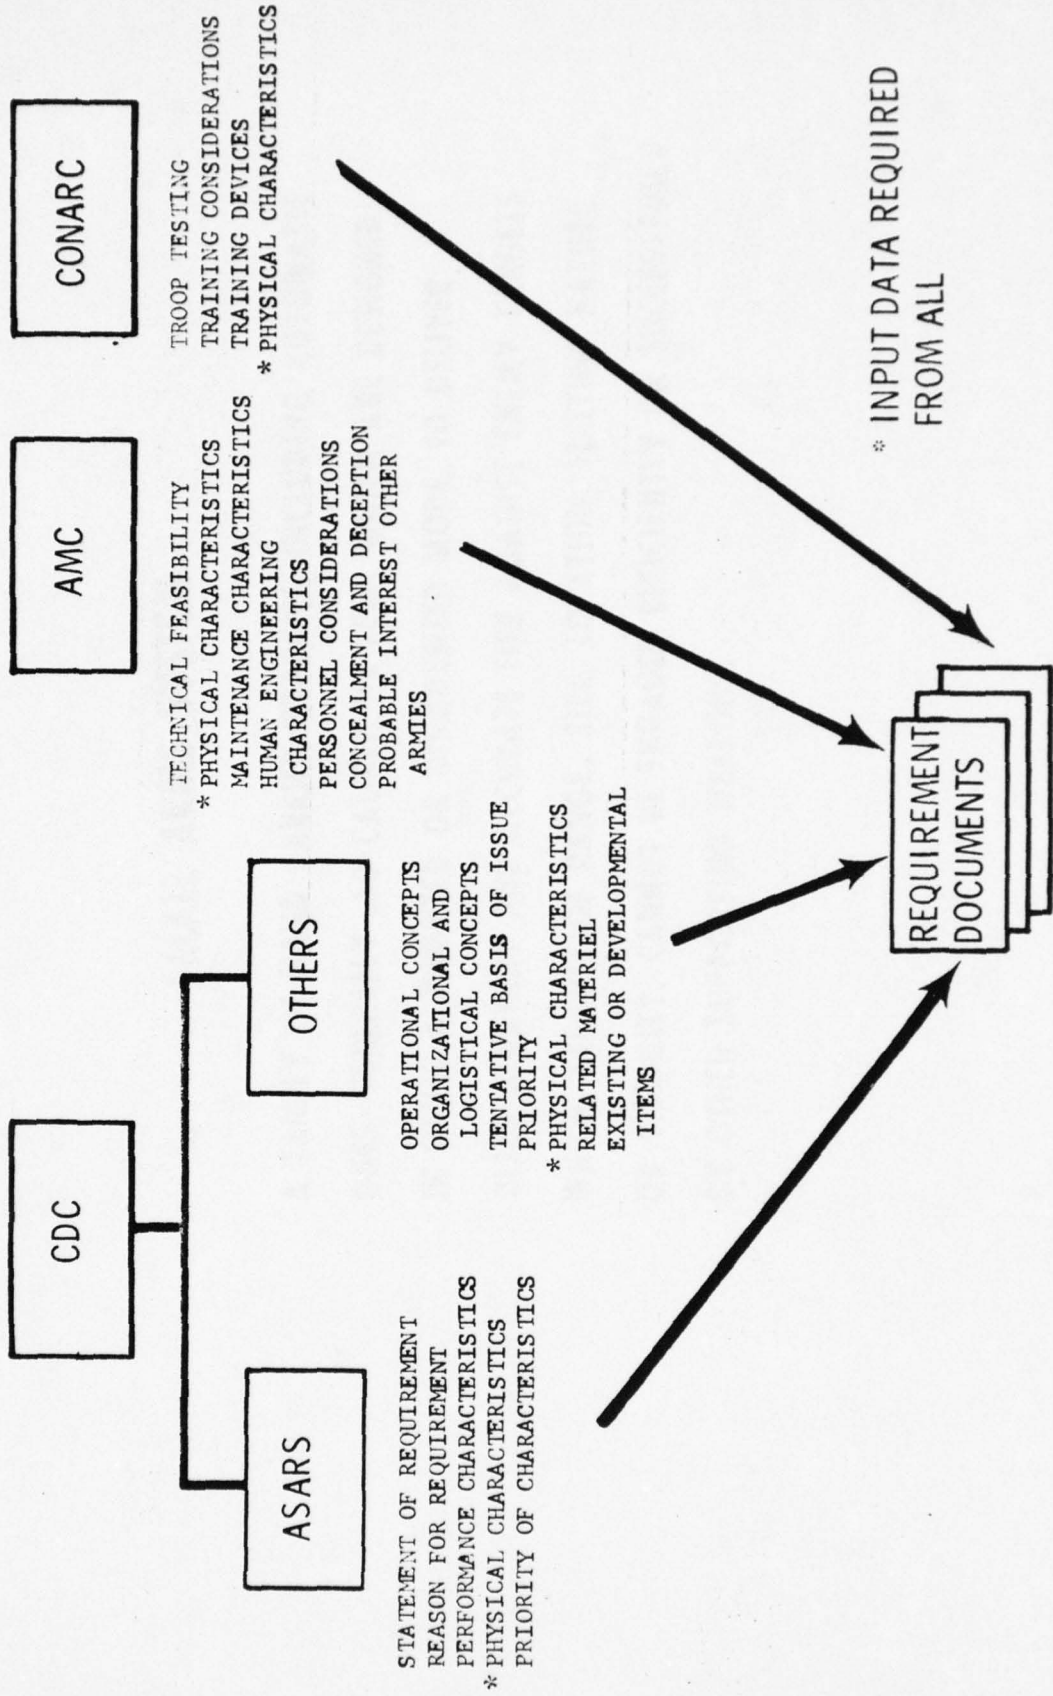 CDC
ASARS
STATEMENT OF REQUIREMENT
REASON FOR REQUIREMENT
PERFORMANCE CHARACTERISTICS
* PHYSICAL CHARACTERISTICS
PRIORITY OF CHARACTERISTICS
OTHERS
OPERATIONAL CONCEPTS
ORGANIZATIONAL AND
LOGISTICAL CONCEPTS
TENTATIVE BASIS OF ISSUE
PRIORITY
* PHYSICAL CHARACTERISTICS
RELATED MATERIEL
EXISTING OR DEVELOPMENTAL
ITEMS
AMC
TECHNICAL FEASIBILITY
* PHYSICAL CHARACTERISTICS
MAINTENANCE CHARACTERISTICS
HUMAN ENGINEERING
CHARACTERISTICS
PERSONNEL CONSIDERATIONS
CONCEALMENT AND DECEPTION
PROBABLE INTEREST OTHER
ARMIES
CONARC
TROOP TESTING
TRAINING CONSIDERATIONS
TRAINING DEVICES
* PHYSICAL CHARACTERISTICS
REQUIREMENT
DOCUMENTS
* INPUT DATA REQUIRED
FROM ALL